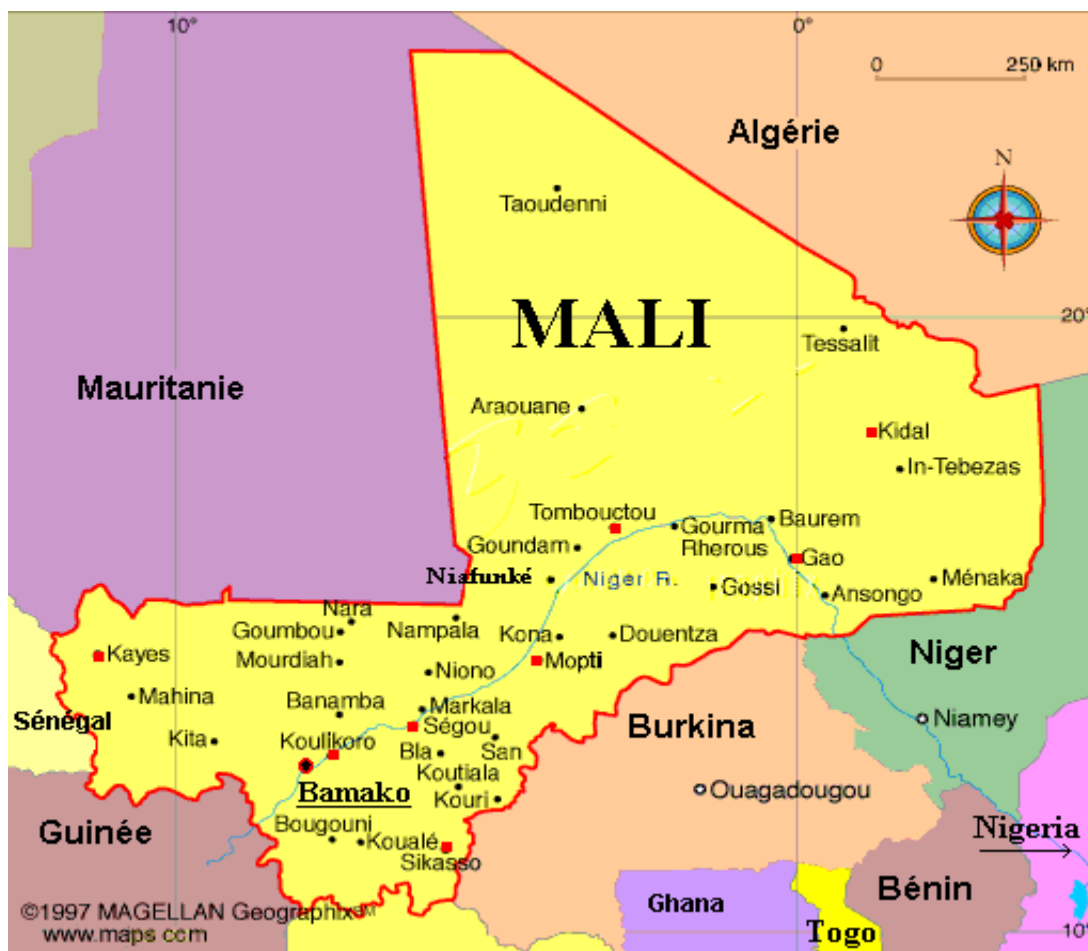 10°
0°
0
250 km
Algérie
N
Taoudenni
MALI
20°
Tessalit
Mauritanie
Araouane
Kidal
In-Tebezas
Tombouctou
Baurem
Gourma
Rherous
Goundam
Gao
Niafunké
Niger R.
Gossi
Ménaka
Ansongo
Nara
Nampala
Goumbou
Kona
Douentza
Kayes
Mourdiah
Mopti
Niger
Niono
Mahina
Banamba
Markala
Sénégal
Ségou
Burkina
Niamey
Kita
Koulikoro
Bla
San
Koutiala
Bamako
Kouri
Ouagadougou
Guinée
Bougouni
Koualé
Nigeria
Sikasso
Bénin
Ghana
©1997 MAGELLAN Geographix℠
www.maps com
Togo
10°